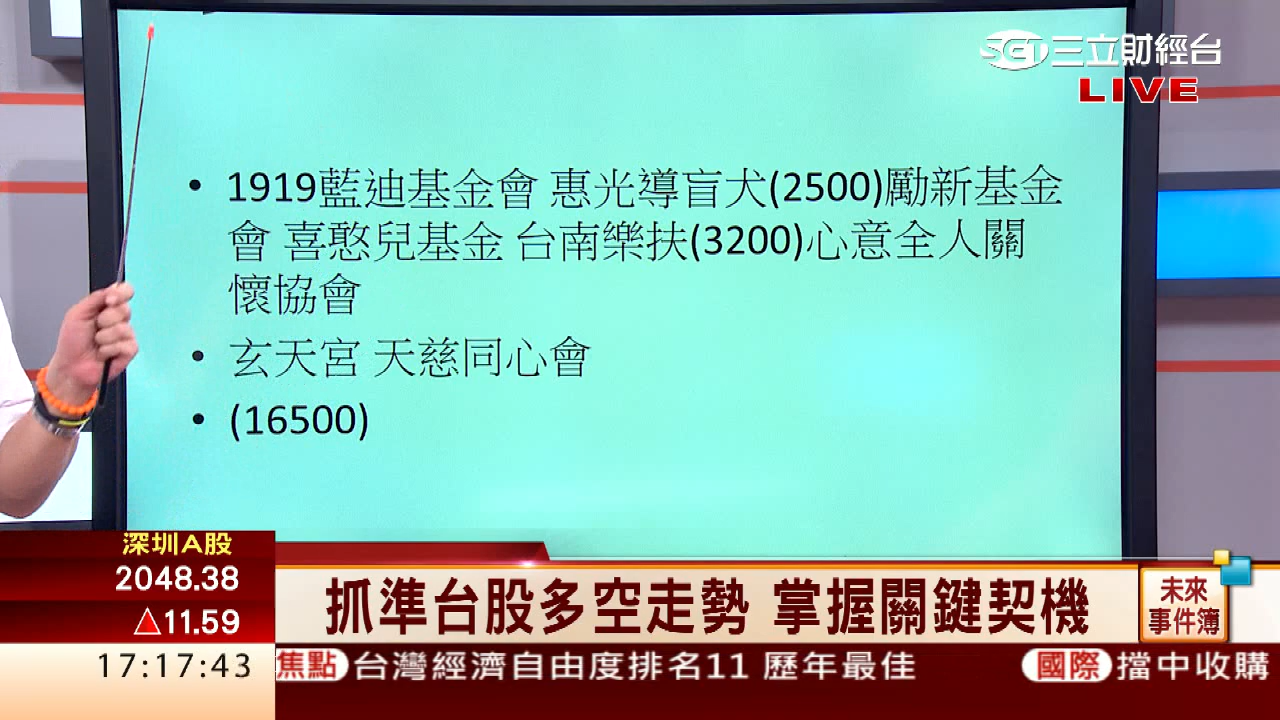 SET三立財經台
LIVE
• 1919藍迪基金會 惠光導盲犬(2500)勵新基金
會 喜憨兒基金 台南樂扶(3200)心意全人關
懷協會
• 玄天宮 天慈同心會
• (16500)
深圳A股
2048.38
△11.59
17:17:43
抓準台股多空走勢 掌握關鍵契機
未來
事件簿
焦點 台灣經濟自由度排名11 歷年最佳
國際 擋中收購